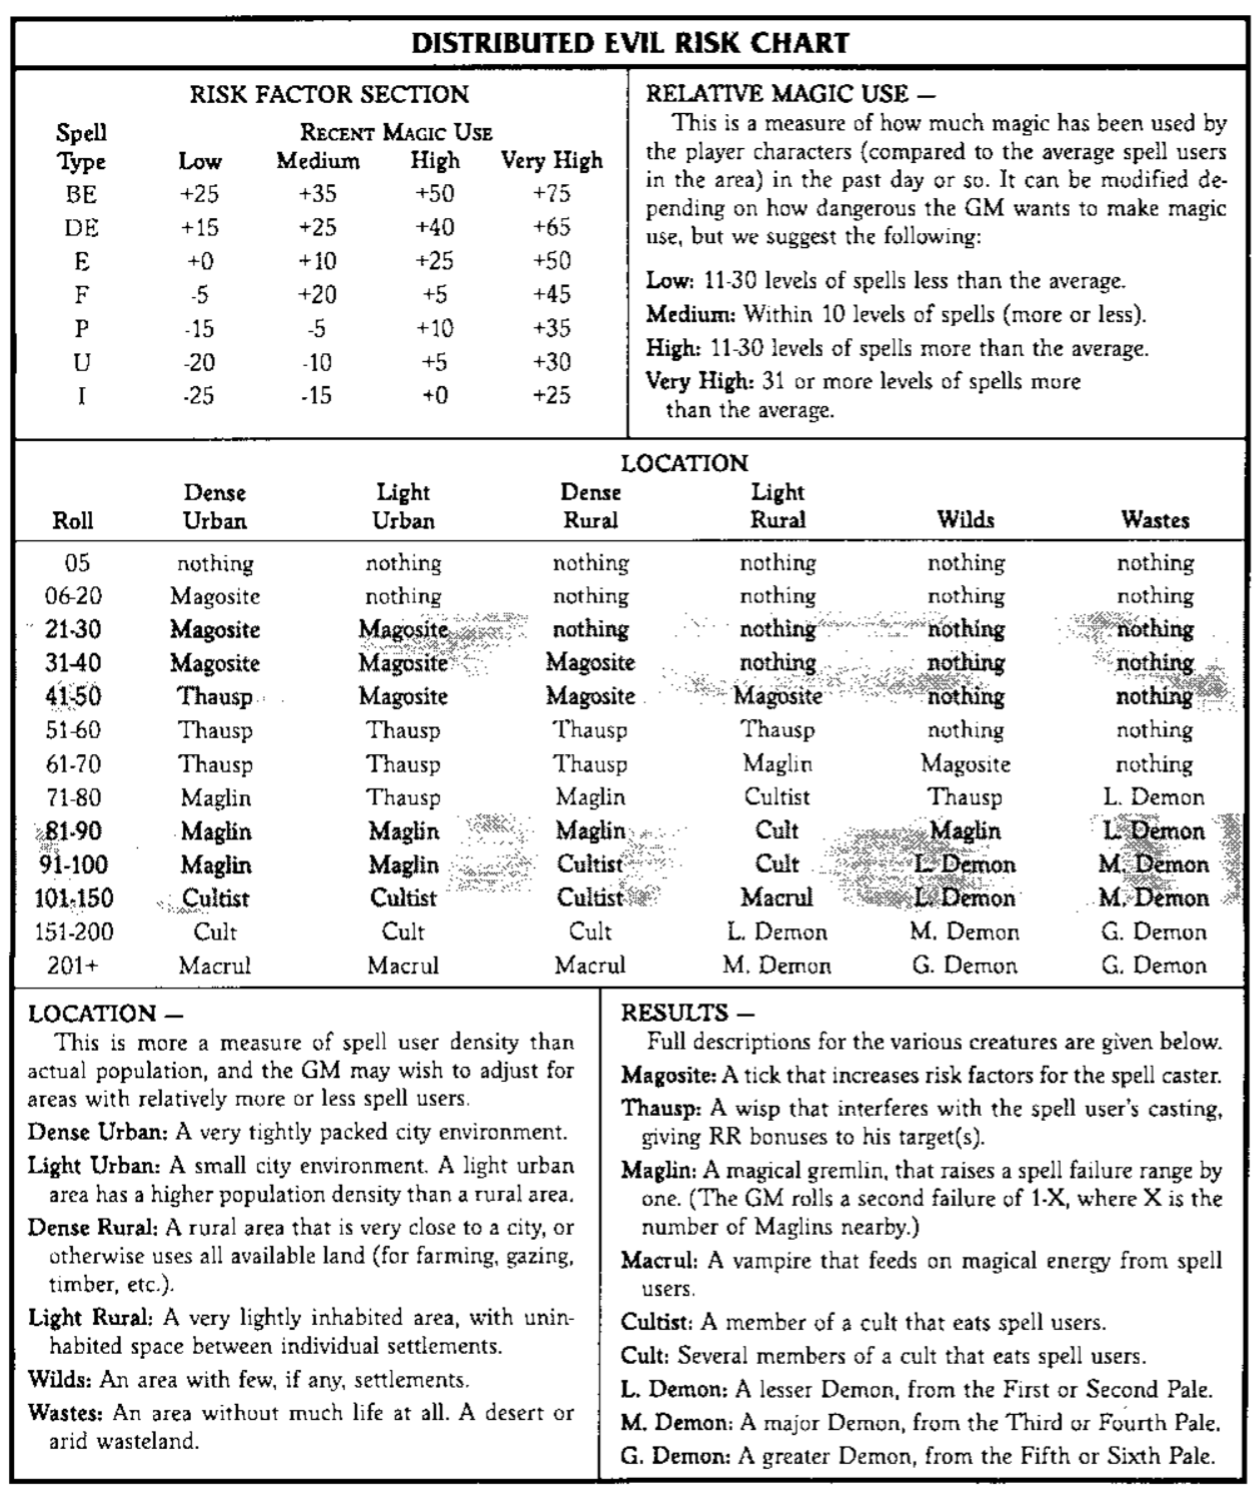 DISTRIBUTED EVIL RISK CHART
RISK FACTOR SECTION
Spell RECENT MAGIC USE
Type Low Medium High Very High
BE +25 +35 +50 +75
DE +15 +25 +40 +65
E +0 +10 +25 +50
F -5 +20 +5 +45
P -15 -5 +10 +35
U -20 -10 +5 +30
I -25 -15 +0 +25
RELATIVE MAGIC USE —
This is a measure of how much magic has been used by
the player characters (compared to the average spell users
in the area) in the past day or so. It can be modified de-
pending on how dangerous the GM wants to make magic
use, but we suggest the following:
Low: 11-30 levels of spells less than the average.
Medium: Within 10 levels of spells (more or less).
High: 11-30 levels of spells more than the average.
Very High: 31 or more levels of spells more
than the average.
LOCATION
Dense Light Dense Light
Roll Urban Urban Rural Rural Wilds Wastes
05 nothing nothing nothing nothing nothing nothing
06-20 Magosite nothing nothing nothing nothing nothing
21-30 Magosite Magosite nothing nothing nothing nothing
31-40 Magosite Magosite Magosite nothing nothing nothing
41-50 Thausp Magosite Magosite Magosite nothing nothing
51-60 Thausp Thausp Thausp Thausp nothing nothing
61-70 Thausp Thausp Thausp Maglin Magosite nothing
71-80 Maglin Thausp Maglin Cultist Thausp L. Demon
81-90 Maglin Maglin Maglin Cult Maglin L. Demon
91-100 Maglin Maglin Cultist Cult L. Demon M. Demon
101-150 Cultist Cultist Cultist Macrul L. Demon M. Demon
151-200 Cult Cult Cult L. Demon M. Demon G. Demon
201+ Macrul Macrul Macrul M. Demon G. Demon G. Demon
LOCATION —
This is more a measure of spell user density than
actual population, and the GM may wish to adjust for
areas with relatively more or less spell users.
Dense Urban: A very tightly packed city environment.
Light Urban: A small city environment. A light urban
area has a higher population density than a rural area.
Dense Rural: A rural area that is very close to a city, or
otherwise uses all available land (for farming, gazing,
timber, etc.).
Light Rural: A very lightly inhabited area, with unin-
habited space between individual settlements.
Wilds: An area with few, if any, settlements.
Wastes: An area without much life at all. A desert or
arid wasteland.
RESULTS —
Full descriptions for the various creatures are given below.
Magosite: A tick that increases risk factors for the spell caster.
Thausp: A wisp that interferes with the spell user's casting,
giving RR bonuses to his target(s).
Maglin: A magical gremlin, that raises a spell failure range by
one. (The GM rolls a second failure of 1-X, where X is the
number of Maglins nearby.)
Macrul: A vampire that feeds on magical energy from spell
users.
Cultist: A member of a cult that eats spell users.
Cult: Several members of a cult that eats spell users.
L. Demon: A lesser Demon, from the First or Second Pale.
M. Demon: A major Demon, from the Third or Fourth Pale.
G. Demon: A greater Demon, from the Fifth or Sixth Pale.